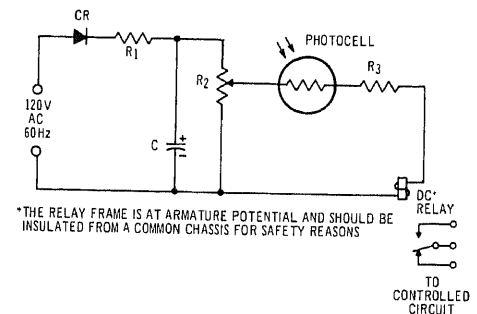 CR
R1
PHOTOCELL
R2
R3
120V
AC
60Hz
C
+
−
DC*
RELAY
*THE RELAY FRAME IS AT ARMATURE POTENTIAL AND SHOULD BE
INSULATED FROM A COMMON CHASSIS FOR SAFETY REASONS
TO
CONTROLLED
CIRCUIT